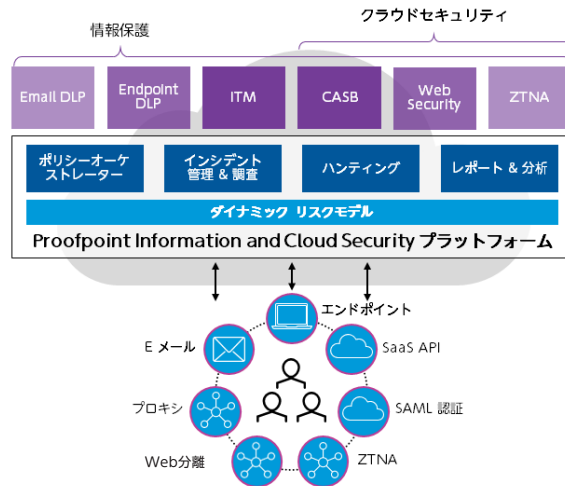 クラウドセキュリティ
情報保護
Email DLP
Endpoint
DLP
ITM
CASB
Web
Security
ZTNA
ポリシーオーケ
ストレーター
インシデント
管理 & 調査
ハンティング
レポート & 分析
ダイナミック リスクモデル
Proofpoint Information and Cloud Security プラットフォーム
エンドポイント
E メール
SaaS API
プロキシ
SAML 認証
Web分離
ZTNA